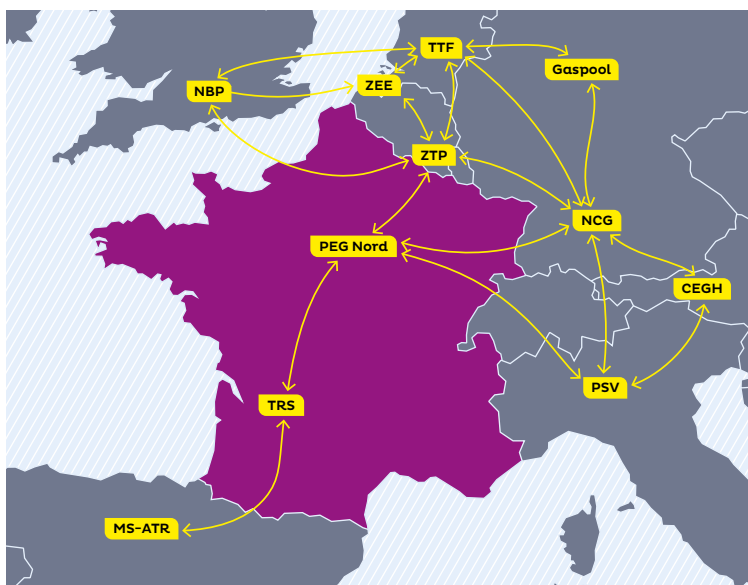 TTF
Gaspool
ZEE
NBP
ZTP
NCG
PEG Nord
CEGH
PSV
TRS
MS-ATR